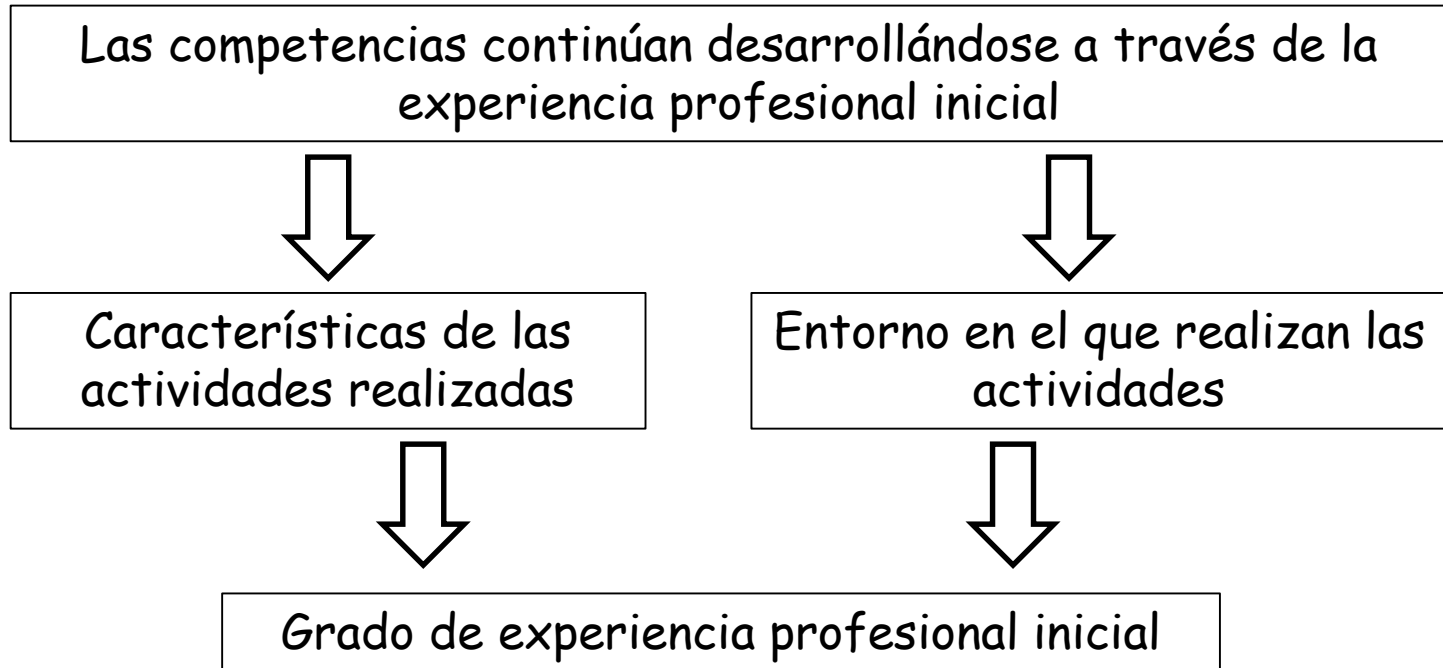 Las competencias continúan desarrollándose a través de la
experiencia profesional inicial
Características de las
actividades realizadas
Entorno en el que realizan las
actividades
Grado de experiencia profesional inicial